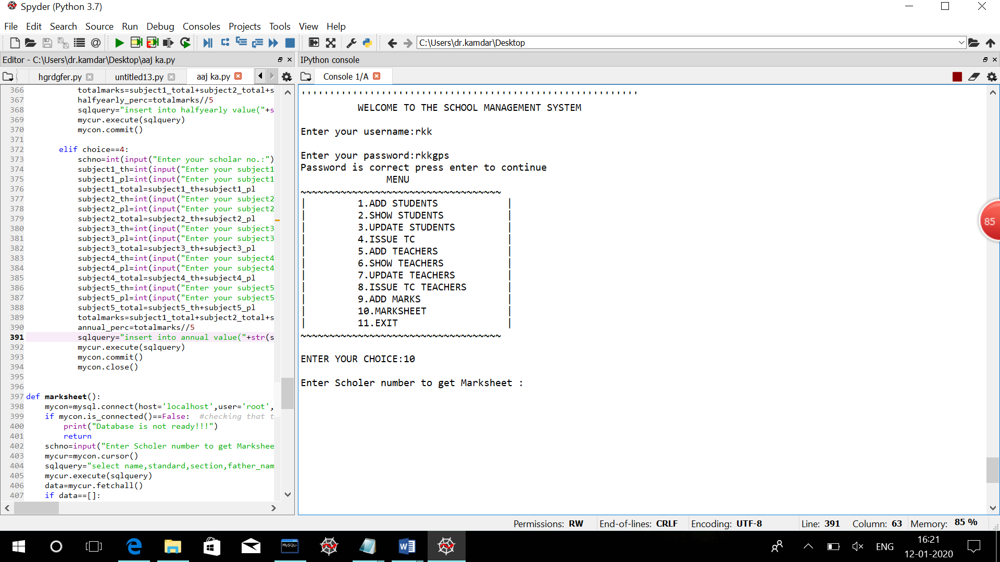 Spyder (Python 3.7)
File Edit Search Source Run Debug Consoles Projects Tools View Help
C:\Users\dr.kamdar\Desktop
Editor - C:\Users\dr.kamdar\Desktop\aaj ka.py
hgrdgfer.py untitled13.py aaj ka.py
366 totalmarks=subject1_total+subject2_total+s
367 halfyearly_perc=totalmarks//5
368 sqlquery="insert into halfyearly value("+s
369 mycur.execute(sqlquery)
370 mycon.commit()
371
372 elif choice==4:
373 schno=int(input("Enter your scholar no.:")
374 subject1_th=int(input("Enter your subject1
375 subject1_pl=int(input("Enter your subject1
376 subject1_total=subject1_th+subject1_pl
377 subject2_th=int(input("Enter your subject2
378 subject2_pl=int(input("Enter your subject2
379 subject2_total=subject2_th+subject2_pl
380 subject3_th=int(input("Enter your subject3
381 subject3_pl=int(input("Enter your subject3
382 subject3_total=subject3_th+subject3_pl
383 subject4_th=int(input("Enter your subject4
384 subject4_pl=int(input("Enter your subject4
385 subject4_total=subject4_th+subject4_pl
386 subject5_th=int(input("Enter your subject5
387 subject5_pl=int(input("Enter your subject5
388 subject5_total=subject5_th+subject5_pl
389 totalmarks=subject1_total+subject2_total+s
390 annual_perc=totalmarks//5
391 sqlquery="insert into annual value("+str(s
392 mycur.execute(sqlquery)
393 mycon.commit()
394 mycon.close()
395
396
397 def marksheet():
398 mycon=mysql.connect(host='localhost',user='root',
399 if mycon.is_connected()==False: #checking that t
400 print("Database is not ready!!!")
401 return
402 schno=input("Enter Scholer number to get Markshee
403 mycur=mycon.cursor()
404 sqlquery="select name,standard,section,father_nam
405 mycur.execute(sqlquery)
406 data=mycur.fetchall()
407 if data==[]:
IPython console
Console 1/A
'''''''''''''''''''''''''''''''''''''''''''''''''''''''''''
WELCOME TO THE SCHOOL MANAGEMENT SYSTEM
Enter your username:rkk
Enter your password:rkkgps
Password is correct press enter to continue
MENU
~~~~~~~~~~~~~~~~~~~~~~~~~~~~~~~~~~~
| 1.ADD STUDENTS |
| 2.SHOW STUDENTS |
| 3.UPDATE STUDENTS |
| 4.ISSUE TC |
| 5.ADD TEACHERS |
| 6.SHOW TEACHERS |
| 7.UPDATE TEACHERS |
| 8.ISSUE TC TEACHERS |
| 9.ADD MARKS |
| 10.MARKSHEET |
| 11.EXIT |
~~~~~~~~~~~~~~~~~~~~~~~~~~~~~~~~~~~
ENTER YOUR CHOICE:10
Enter Scholer number to get Marksheet :
85
Permissions: RW End-of-lines: CRLF Encoding: UTF-8 Line: 391 Column: 63 Memory: 85 %
MySQL
ENG
16:21
12-01-2020